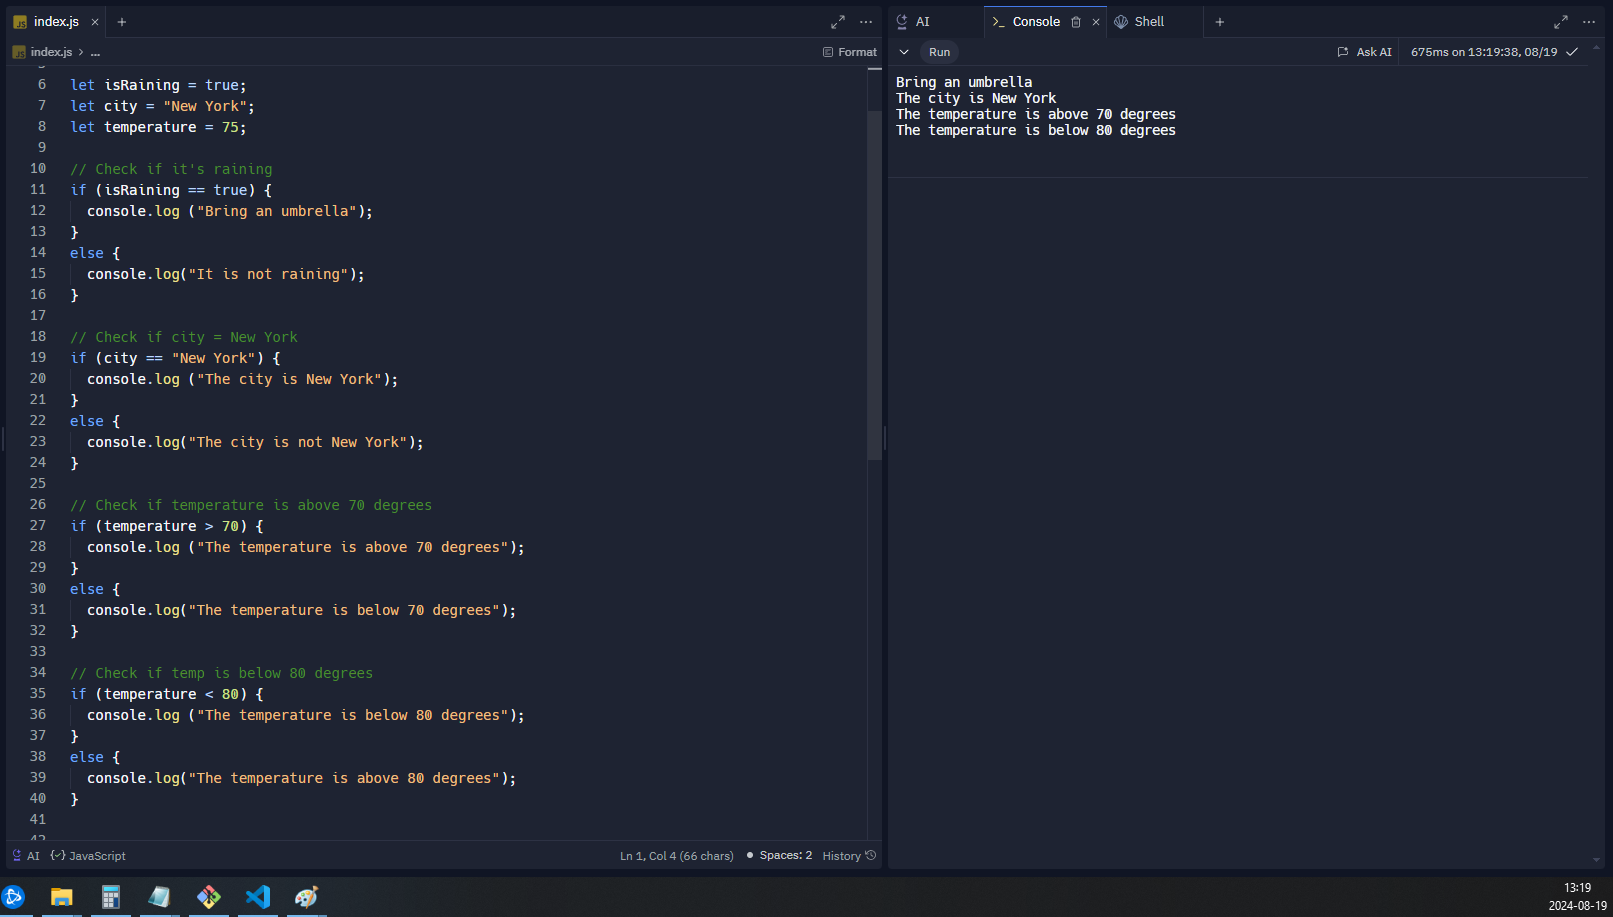 index.js
AI
Console
Shell
index.js > ...
Format
Run
Ask AI
675ms on 13:19:38, 08/19
6 let isRaining = true;
7 let city = "New York";
8 let temperature = 75;
9
10 // Check if it's raining
11 if (isRaining == true) {
12 console.log ("Bring an umbrella");
13 }
14 else {
15 console.log("It is not raining");
16 }
17
18 // Check if city = New York
19 if (city == "New York") {
20 console.log ("The city is New York");
21 }
22 else {
23 console.log("The city is not New York");
24 }
25
26 // Check if temperature is above 70 degrees
27 if (temperature > 70) {
28 console.log ("The temperature is above 70 degrees");
29 }
30 else {
31 console.log("The temperature is below 70 degrees");
32 }
33
34 // Check if temp is below 80 degrees
35 if (temperature < 80) {
36 console.log ("The temperature is below 80 degrees");
37 }
38 else {
39 console.log("The temperature is above 80 degrees");
40 }
41
42
Bring an umbrella
The city is New York
The temperature is above 70 degrees
The temperature is below 80 degrees
AI
JavaScript
Ln 1, Col 4 (66 chars)
Spaces: 2
History
13:19
2024-08-19